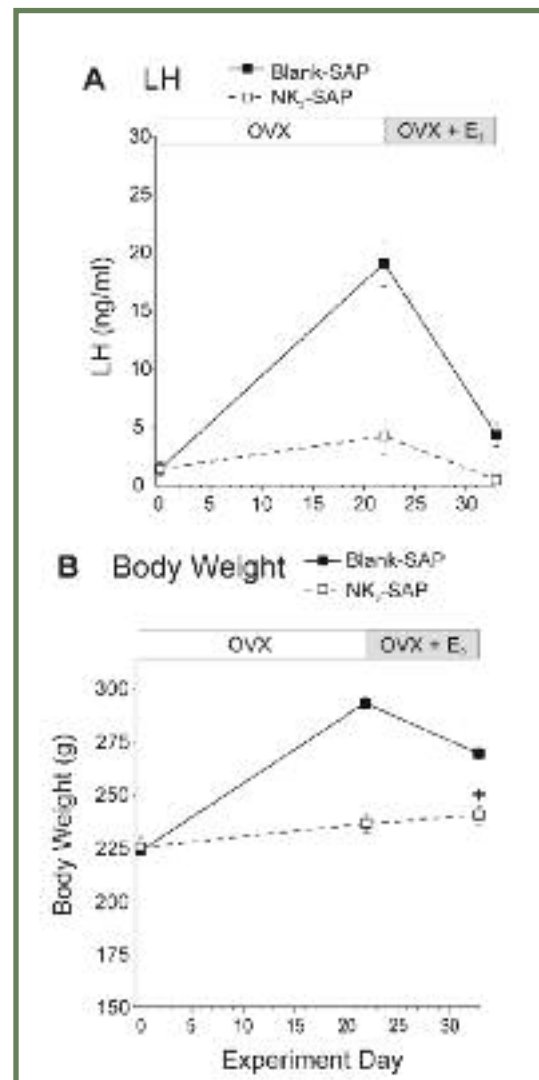 A LH
Blank-SAP
NK3-SAP
OVX
OVX + E2
30
25
20
15
10
5
0
LH (ng/ml)
0 5 10 15 20 25 30
B Body Weight
Blank-SAP
NK3-SAP
OVX
OVX + E2
300
275
250
225
200
175
150
Body Weight (g)
+
0 5 10 15 20 25 30
Experiment Day